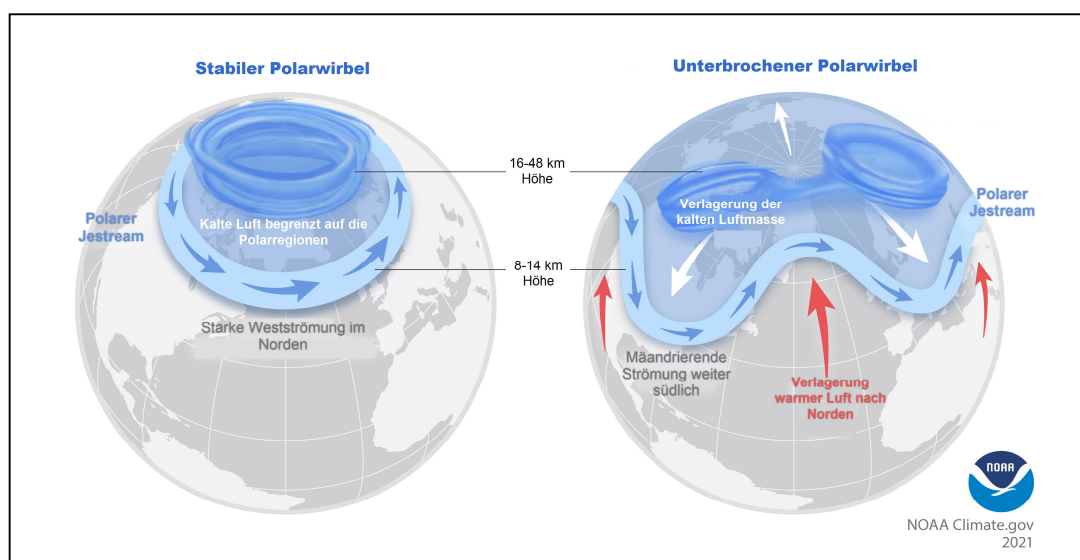 Stabiler Polarwirbel
Unterbrochener Polarwirbel
16-48 km
Höhe
Polarer
Jestream
Kalte Luft begrenzt auf die
Polarregionen
Verlagerung der
kalten Luftmasse
Polarer
Jestream
8-14 km
Höhe
Starke Westströmung im
Norden
Mäandrierende
Strömung weiter
südlich
Verlagerung
warmer Luft nach
Norden
NOAA
NOAA Climate.gov
2021